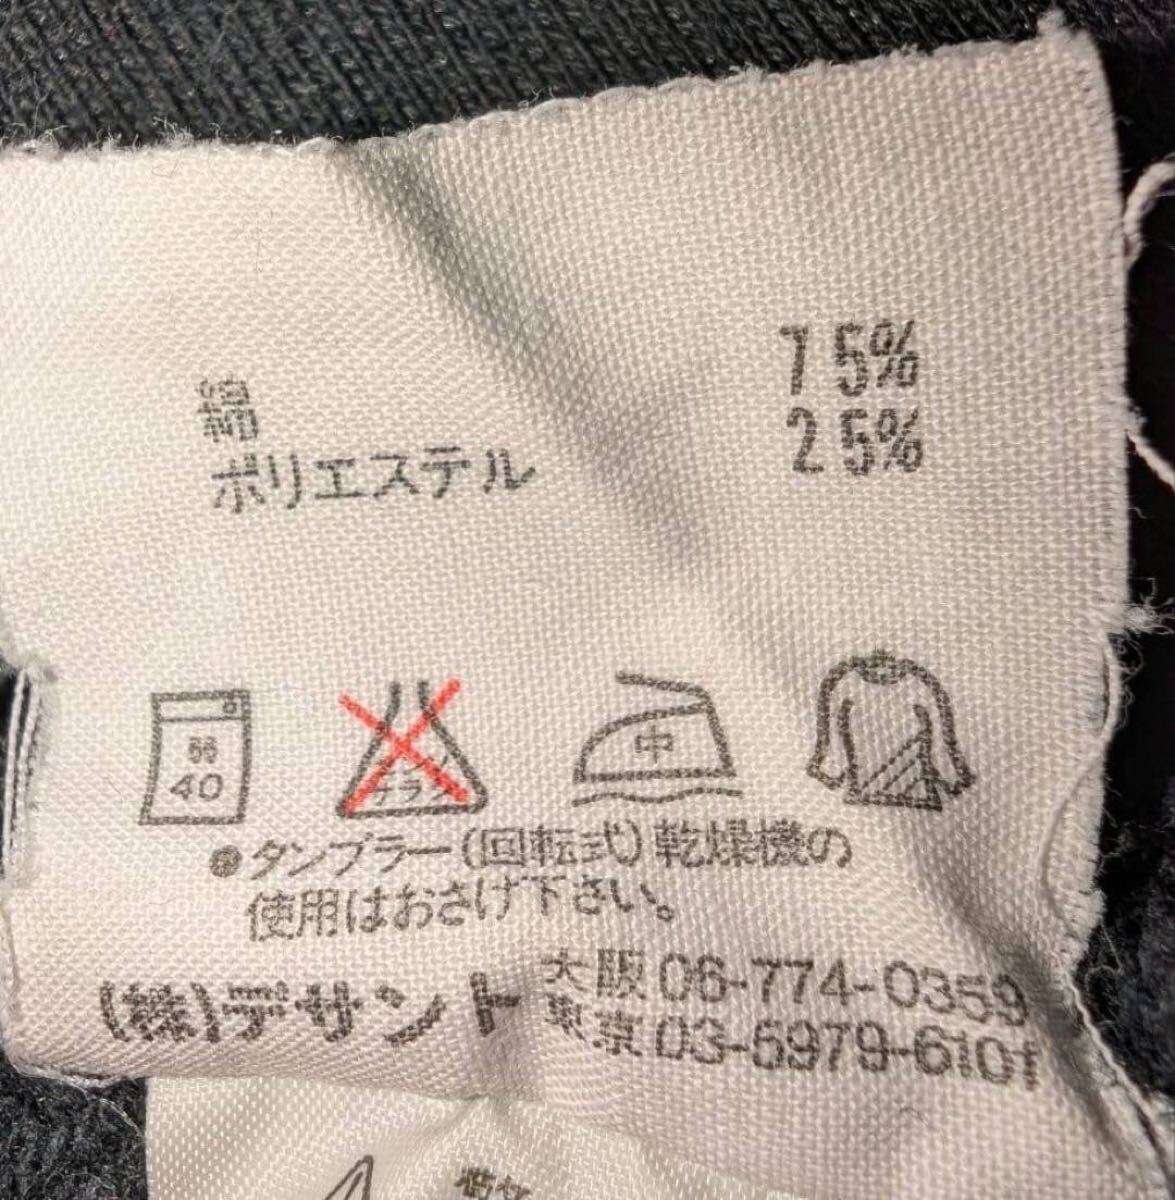 綿 75%
ポリエステル 25%
弱
40
中
●タンブラー(回転式)乾燥機の
使用はおさけ下さい。
(株)デサント
大阪06-774-0359
東京03-5979-6101